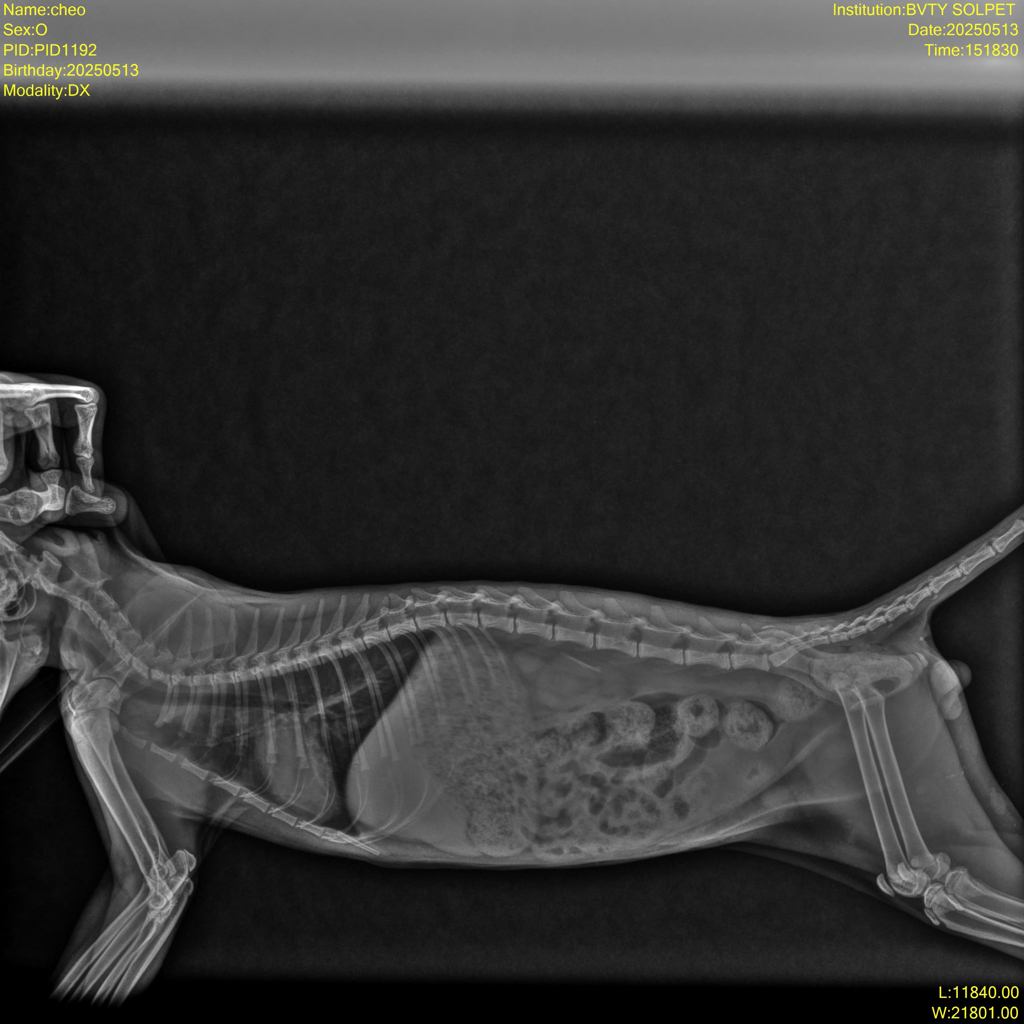 Name:cheo
Sex:O
PID:PID1192
Birthday:20250513
Modality:DX
Institution:BVTY SOLPET
Date:20250513
Time:151830
L:11840.00
W:21801.00